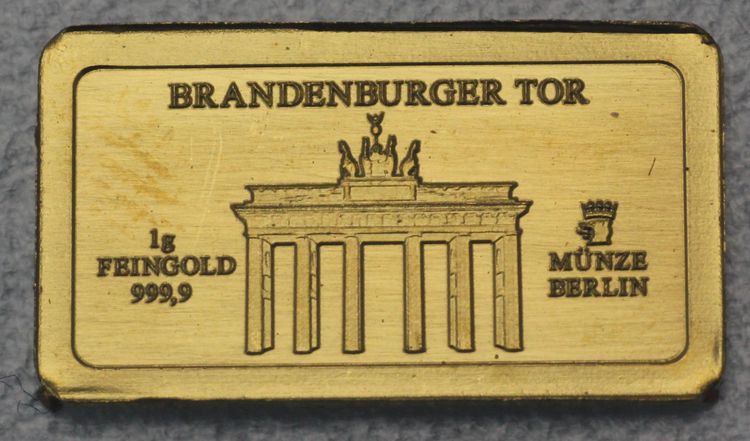 BRANDENBURGER TOR
1g
FEINGOLD
999,9
MÜNZE
BERLIN